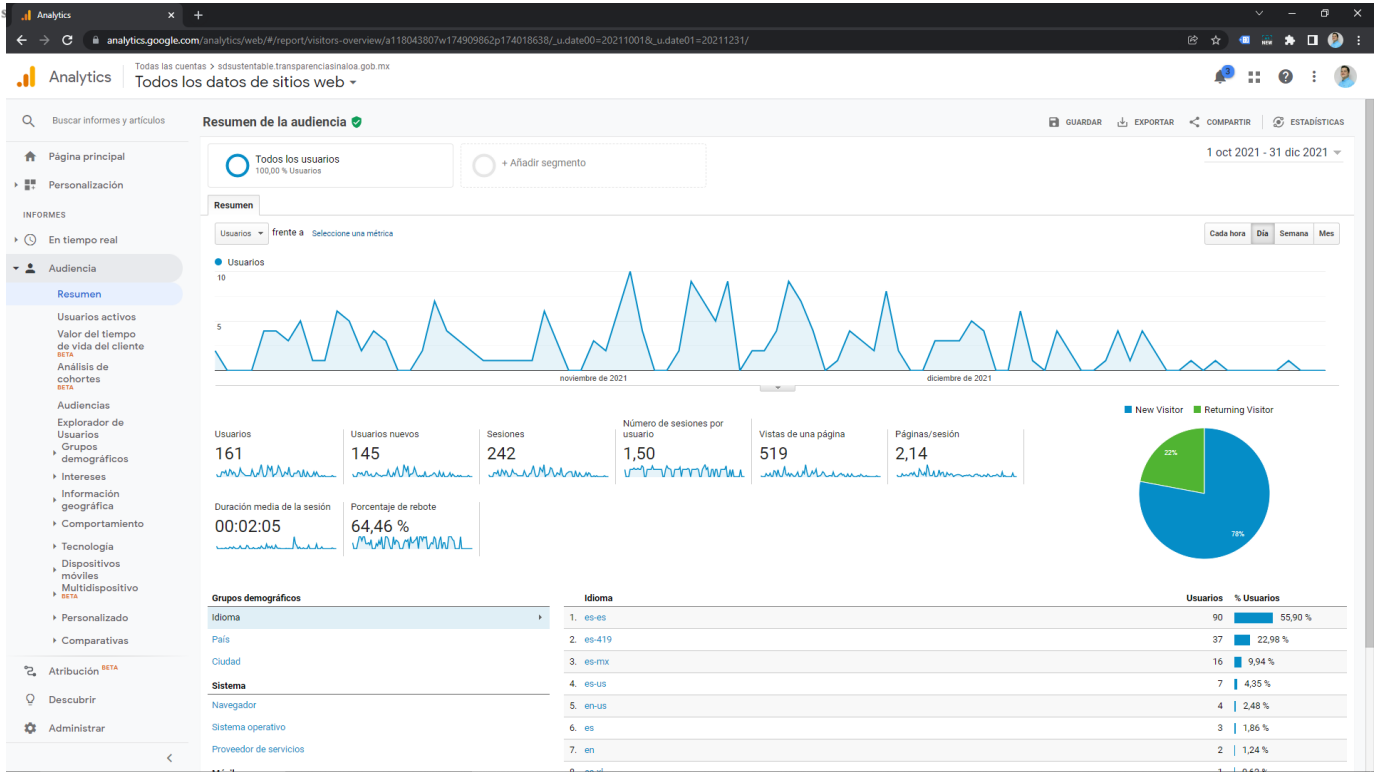 Analytics
analytics.google.com/analytics/web/#/report/visitors-overview/a118043807w174909862p174018638/_u.date00=20211001&_u.date01=20211231/
NEW
Analytics
Todas las cuentas > sdsustentable.transparenciasinaloa.gob.mx
Todos los datos de sitios web
3
Buscar informes y artículos
Página principal
Personalización
INFORMES
En tiempo real
Audiencia
Resumen
Usuarios activos
Valor del tiempo
de vida del cliente
BETA
Análisis de
cohortes
BETA
Audiencias
Explorador de
Usuarios
Grupos
demográficos
Intereses
Información
geográfica
Comportamiento
Tecnología
Dispositivos
móviles
Multidispositivo
BETA
Personalizado
Comparativas
Atribución BETA
Descubrir
Administrar
Resumen de la audiencia
GUARDAR EXPORTAR COMPARTIR ESTADÍSTICAS
Todos los usuarios
100,00 % Usuarios
+ Añadir segmento
1 oct 2021 - 31 dic 2021
Resumen
Usuarios frente a Seleccione una métrica
Cada hora Día Semana Mes
Usuarios
10
5
noviembre de 2021 diciembre de 2021
New Visitor Returning Visitor
Usuarios
161
Usuarios nuevos
145
Sesiones
242
Número de sesiones por
usuario
1,50
Vistas de una página
519
Páginas/sesión
2,14
Duración media de la sesión
00:02:05
Porcentaje de rebote
64,46 %
22%
78%
Grupos demográficos
Idioma
País
Ciudad
Sistema
Navegador
Sistema operativo
Proveedor de servicios
Idioma Usuarios % Usuarios
1. es-es 90 55,90 %
2. es-419 37 22,98 %
3. es-mx 16 9,94 %
4. es-us 7 4,35 %
5. en-us 4 2,48 %
6. es 3 1,86 %
7. en 2 1,24 %